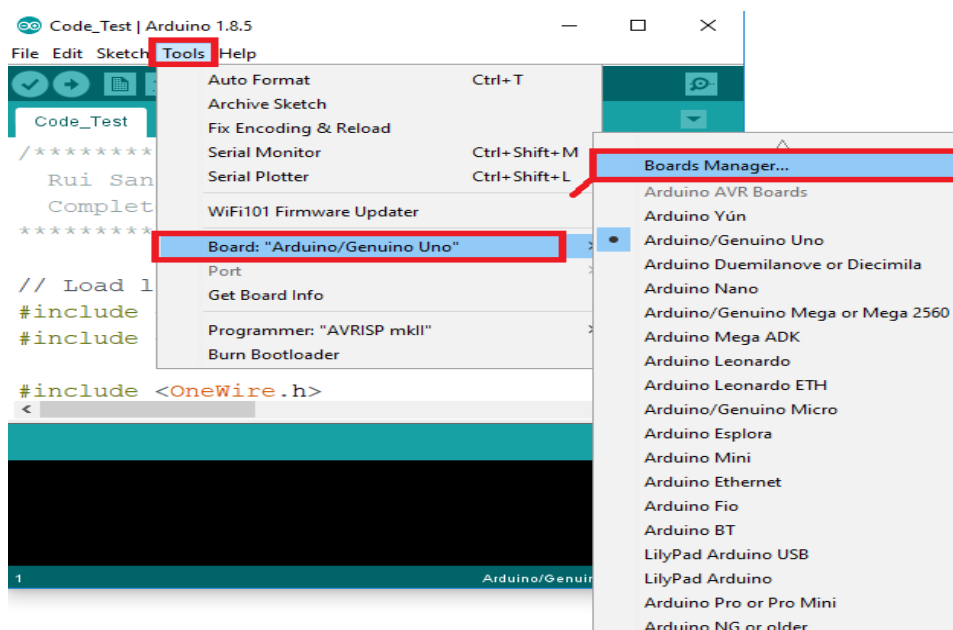 Code_Test | Arduino 1.8.5
File Edit Sketch Tools Help
Auto Format Ctrl+T
Archive Sketch
Fix Encoding & Reload
Serial Monitor Ctrl+Shift+M
Serial Plotter Ctrl+Shift+L
WiFi101 Firmware Updater
Board: "Arduino/Genuino Uno"
Port
Get Board Info
Programmer: "AVRISP mkII"
Burn Bootloader
Code_Test
/********
Rui San
Complet
*********
// Load l
#include
#include
#include <OneWire.h>
1 Arduino/Genuin
Boards Manager...
Arduino AVR Boards
Arduino Yún
Arduino/Genuino Uno
Arduino Duemilanove or Diecimila
Arduino Nano
Arduino/Genuino Mega or Mega 2560
Arduino Mega ADK
Arduino Leonardo
Arduino Leonardo ETH
Arduino/Genuino Micro
Arduino Esplora
Arduino Mini
Arduino Ethernet
Arduino Fio
Arduino BT
LilyPad Arduino USB
LilyPad Arduino
Arduino Pro or Pro Mini
Arduino NG or older